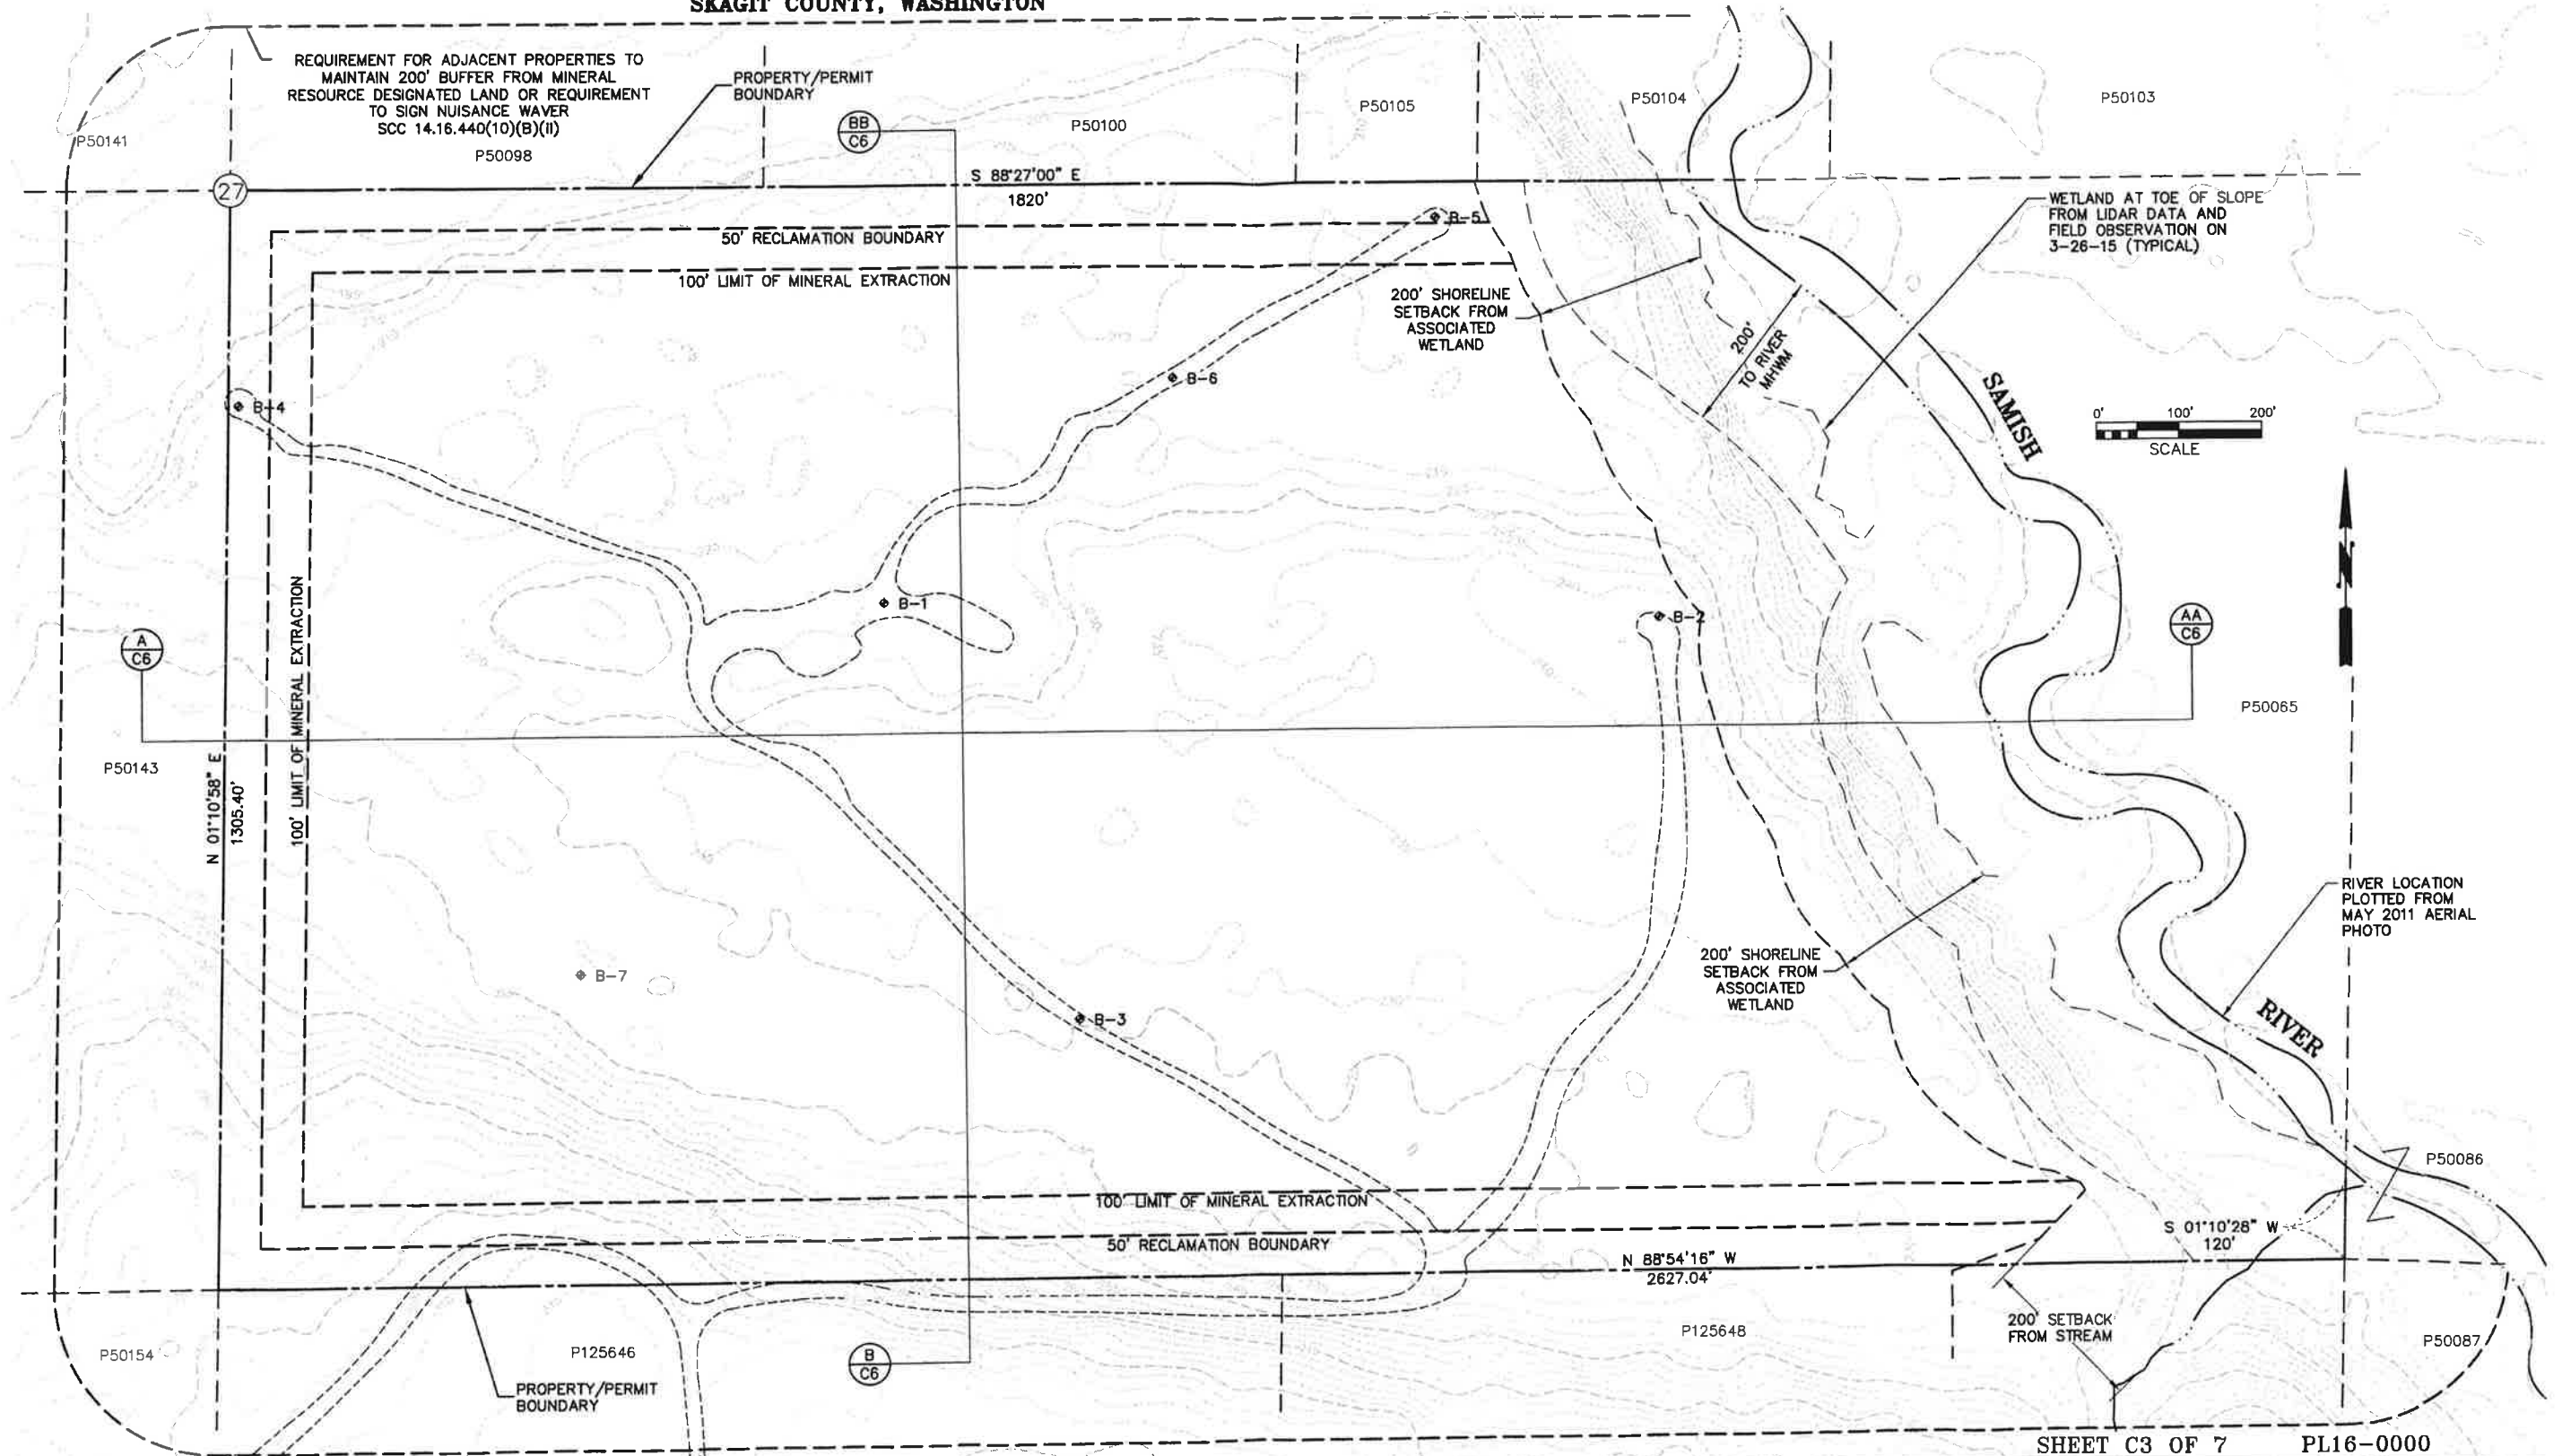 SKAGIT COUNTY, WASHINGTON
REQUIREMENT FOR ADJACENT PROPERTIES TO
MAINTAIN 200' BUFFER FROM MINERAL
RESOURCE DESIGNATED LAND OR REQUIREMENT
TO SIGN NUISANCE WAVER
SCC 14.16.440(10)(B)(II)
P50141
P50098
PROPERTY/PERMIT
BOUNDARY
BB
C6
P50100
P50105
P50104
P50103
27
S 88°27'00" E
1820'
50' RECLAMATION BOUNDARY
100' LIMIT OF MINERAL EXTRACTION
B-5
WETLAND AT TOE OF SLOPE
FROM LIDAR DATA AND
FIELD OBSERVATION ON
3-26-15 (TYPICAL)
200' SHORELINE
SETBACK FROM
ASSOCIATED
WETLAND
200'
TO RIVER
MHWM
SAMISH
0' 100' 200'
SCALE
B-4
B-6
N
B-1
B-2
A
C6
AA
C6
100' LIMIT OF MINERAL EXTRACTION
P50143
N 01°10'58" E
1305.40'
P50065
RIVER LOCATION
PLOTTED FROM
MAY 2011 AERIAL
PHOTO
B-7
B-3
200' SHORELINE
SETBACK FROM
ASSOCIATED
WETLAND
RIVER
P50086
100' LIMIT OF MINERAL EXTRACTION
50' RECLAMATION BOUNDARY
N 88°54'16" W
2627.04'
S 01°10'28" W
120'
P50154
P125646
PROPERTY/PERMIT
BOUNDARY
B
C6
P125648
200' SETBACK
FROM STREAM
P50087
SHEET C3 OF 7 PL16-0000